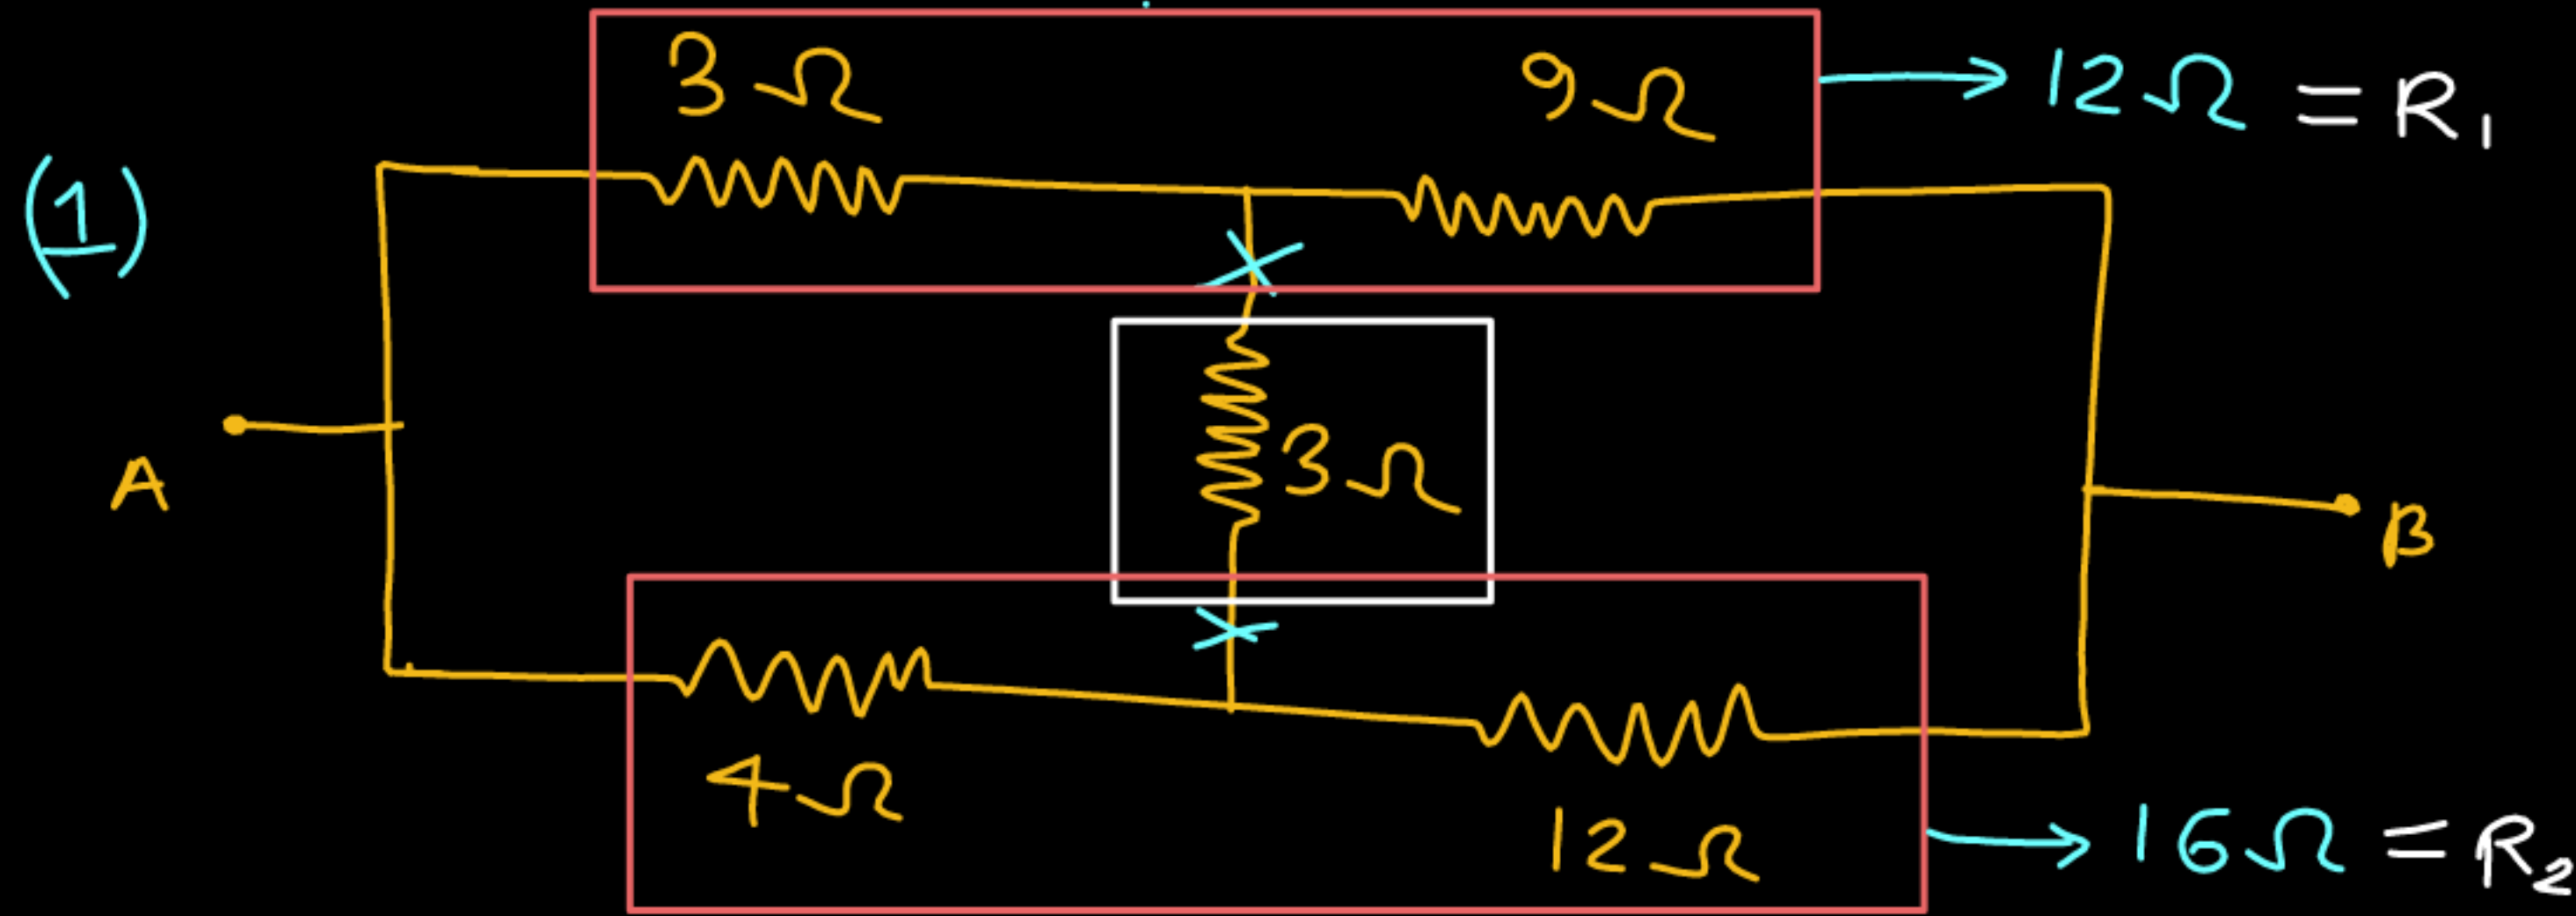 3Ω 9Ω → 12Ω = R₁
(1)
A 3Ω B
4Ω 12Ω → 16Ω = R₂